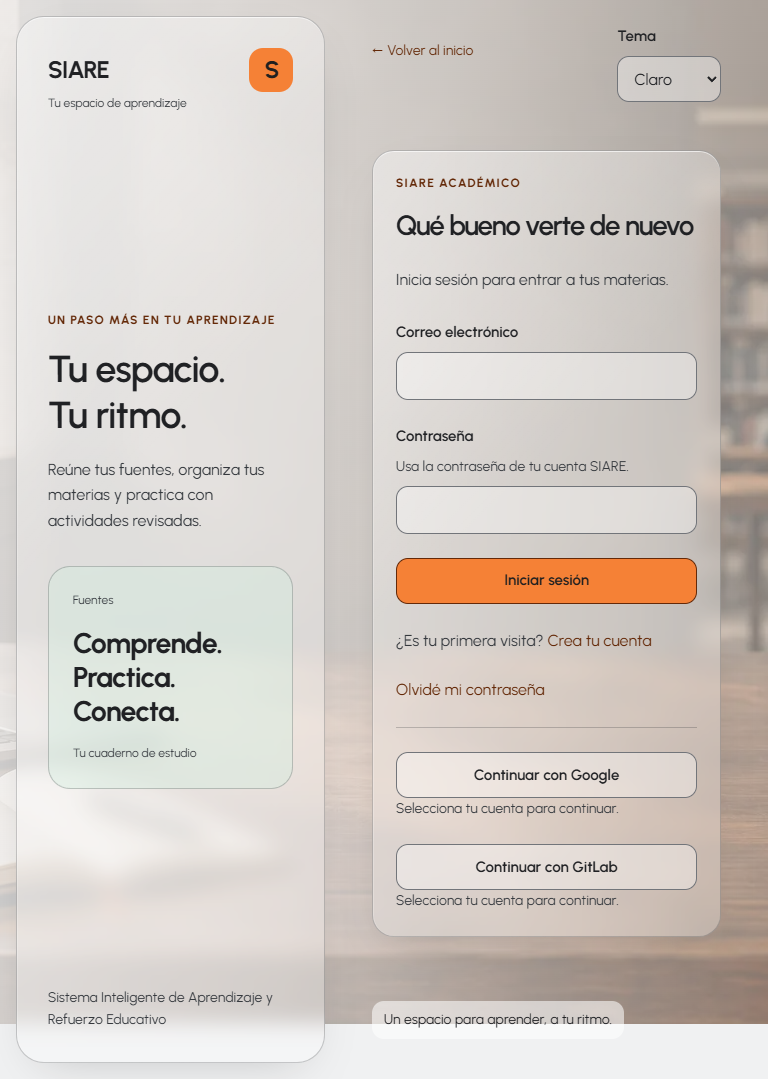 SIARE
S
Tu espacio de aprendizaje
UN PASO MÁS EN TU APRENDIZAJE
Tu espacio.
Tu ritmo.
Reúne tus fuentes, organiza tus
materias y practica con
actividades revisadas.
Fuentes
Comprende.
Practica.
Conecta.
Tu cuaderno de estudio
Sistema Inteligente de Aprendizaje y
Refuerzo Educativo
← Volver al inicio
Tema
Claro
SIARE ACADÉMICO
Qué bueno verte de nuevo
Inicia sesión para entrar a tus materias.
Correo electrónico
Contraseña
Usa la contraseña de tu cuenta SIARE.
Iniciar sesión
¿Es tu primera visita? Crea tu cuenta
Olvidé mi contraseña
Continuar con Google
Selecciona tu cuenta para continuar.
Continuar con GitLab
Selecciona tu cuenta para continuar.
Un espacio para aprender, a tu ritmo.